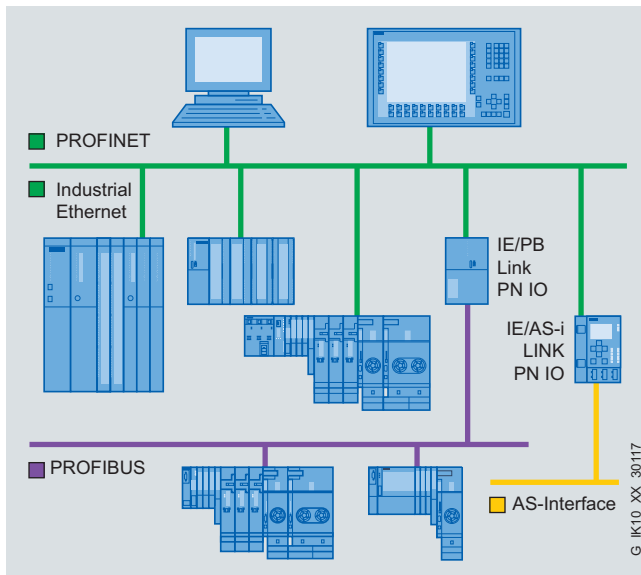 PROFINET
Industrial
Ethernet
IE/PB
Link
PN IO
IE/AS-i
LINK
PN IO
PROFIBUS
AS-Interface
G_IK10_XX_30117